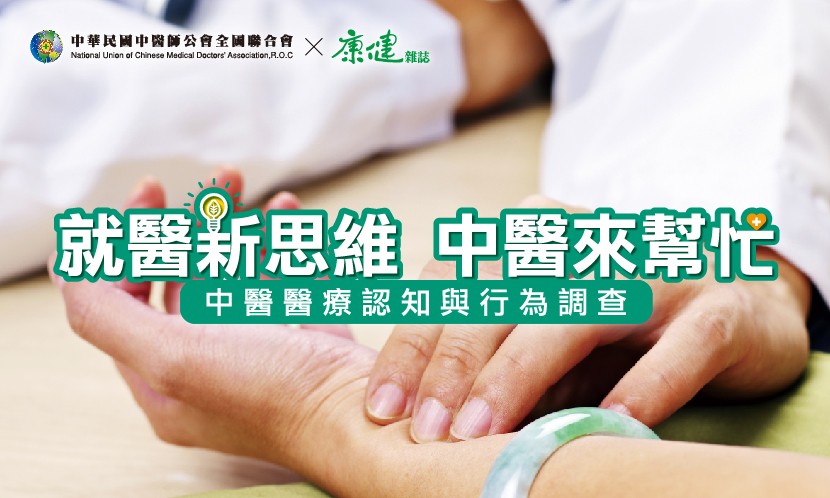 中華民國中醫師公會全國聯合會
National Union of Chinese Medical Doctors' Association,R.O.C
×
康健雜誌
就醫新思維 中醫來幫忙
中醫醫療認知與行為調查